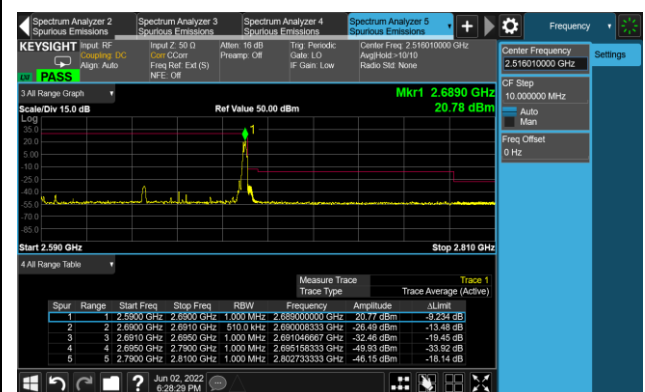 Spectrum Analyzer 2
Spurious Emissions
Spectrum Analyzer 3
Spurious Emissions
Spectrum Analyzer 4
Spurious Emissions
Spectrum Analyzer 5
Spurious Emissions
+
Frequency
KEYSIGHT
Input: RF
Coupling: DC
Align: Auto
Input Z: 50 Ω
Corr CCorr
Freq Ref: Ext (S)
NFE: Off
Atten: 16 dB
Preamp: Off
Trig: Periodic
Gate: LO
IF Gain: Low
Center Freq: 2.516010000 GHz
Avg|Hold:>10/10
Radio Std: None
PASS
Center Frequency
2.516010000 GHz
Settings
CF Step
10.000000 MHz
Auto
Man
Freq Offset
0 Hz
3 All Range Graph
Mkr1 2.6890 GHz
Scale/Div 15.0 dB
Ref Value 50.00 dBm
20.78 dBm
Log
35.0
20.0
5.00
-10.0
-25.0
-40.0
-55.0
-70.0
-85.0
1
Start 2.590 GHz
Stop 2.810 GHz
4 All Range Table
Measure Trace Trace 1
Trace Type Trace Average (Active)
Spur Range Start Freq Stop Freq RBW Frequency Amplitude ΔLimit
1 1 2.5900 GHz 2.6900 GHz 1.000 MHz 2.689000000 GHz 20.77 dBm -9.234 dB
2 2 2.6900 GHz 2.6910 GHz 510.0 kHz 2.690008333 GHz -26.49 dBm -13.48 dB
3 3 2.6910 GHz 2.6950 GHz 1.000 MHz 2.691046667 GHz -32.46 dBm -19.45 dB
4 4 2.6950 GHz 2.7900 GHz 1.000 MHz 2.695158333 GHz -49.93 dBm -33.92 dB
5 5 2.7900 GHz 2.8100 GHz 1.000 MHz 2.802733333 GHz -46.15 dBm -18.14 dB
Jun 02, 2022
6:28:29 PM